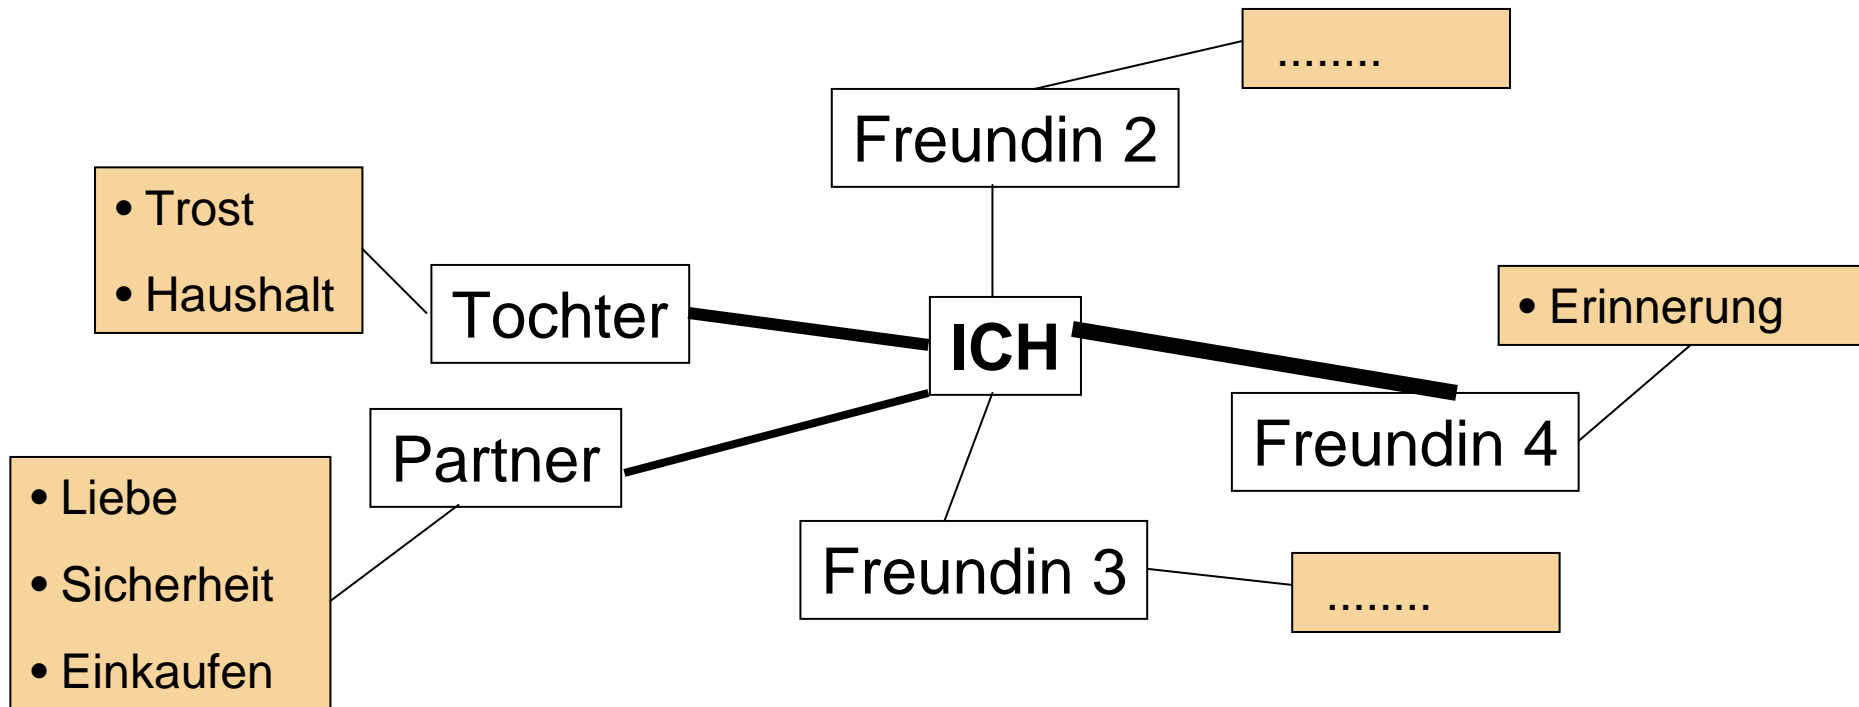 ........
Freundin 2
• Trost
• Haushalt
Tochter
ICH
• Erinnerung
Partner
Freundin 4
• Liebe
• Sicherheit
• Einkaufen
Freundin 3
........